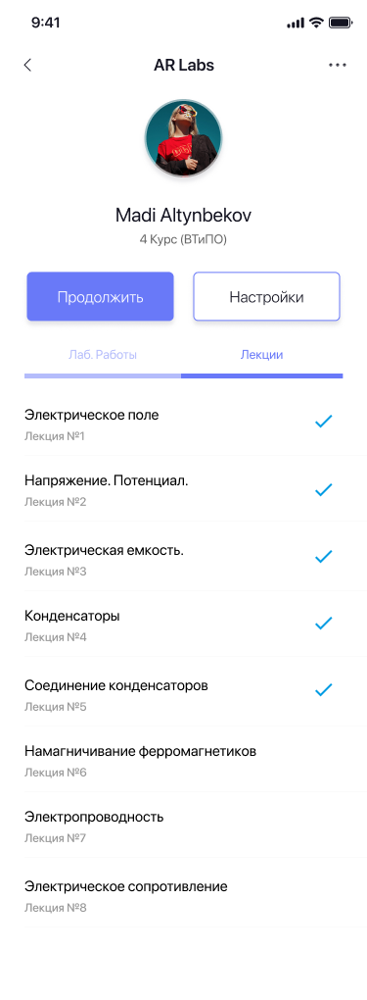 9:41
AR Labs
Madi Altynbekov
4 Курс (ВТиПО)
Продолжить
Настройки
Лаб. Работы
Лекции
Электрическое поле
Лекция №1
Напряжение. Потенциал.
Лекция №2
Электрическая емкость.
Лекция №3
Конденсаторы
Лекция №4
Соединение конденсаторов
Лекция №5
Намагничивание ферромагнетиков
Лекция №6
Электропроводность
Лекция №7
Электрическое сопротивление
Лекция №8